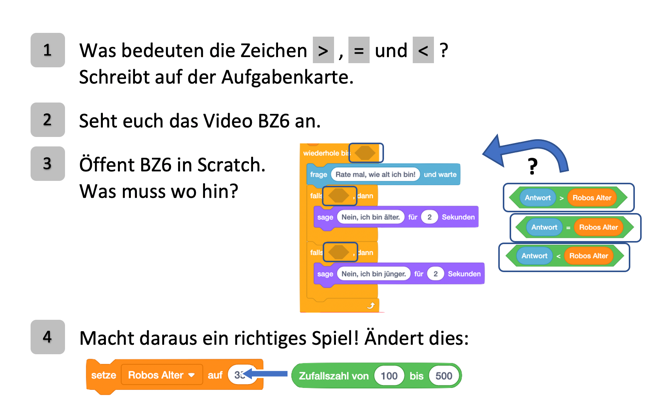 1 Was bedeuten die Zeichen > , = und < ?
Schreibt auf der Aufgabenkarte.
2 Seht euch das Video BZ6 an.
3 Öffent BZ6 in Scratch.
Was muss wo hin?
wiederhole bis
frage Rate mal, wie alt ich bin! und warte
falls , dann
sage Nein, ich bin älter. für 2 Sekunden
falls , dann
sage Nein, ich bin jünger. für 2 Sekunden
?
Antwort > Robos Alter
Antwort = Robos Alter
Antwort < Robos Alter
4 Macht daraus ein richtiges Spiel! Ändert dies:
setze Robos Alter auf
Zufallszahl von 100 bis 500